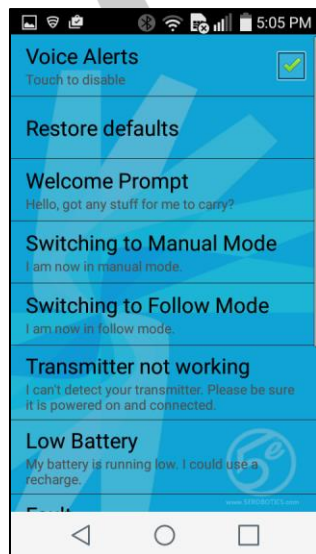 5:05 PM
Voice Alerts
Touch to disable
Restore defaults
Welcome Prompt
Hello, got any stuff for me to carry?
Switching to Manual Mode
I am now in manual mode.
Switching to Follow Mode
I am now in follow mode.
Transmitter not working
I can't detect your transmitter. Please be sure
it is powered on and connected.
Low Battery
My battery is running low. I could use a
recharge.
5e
Fault